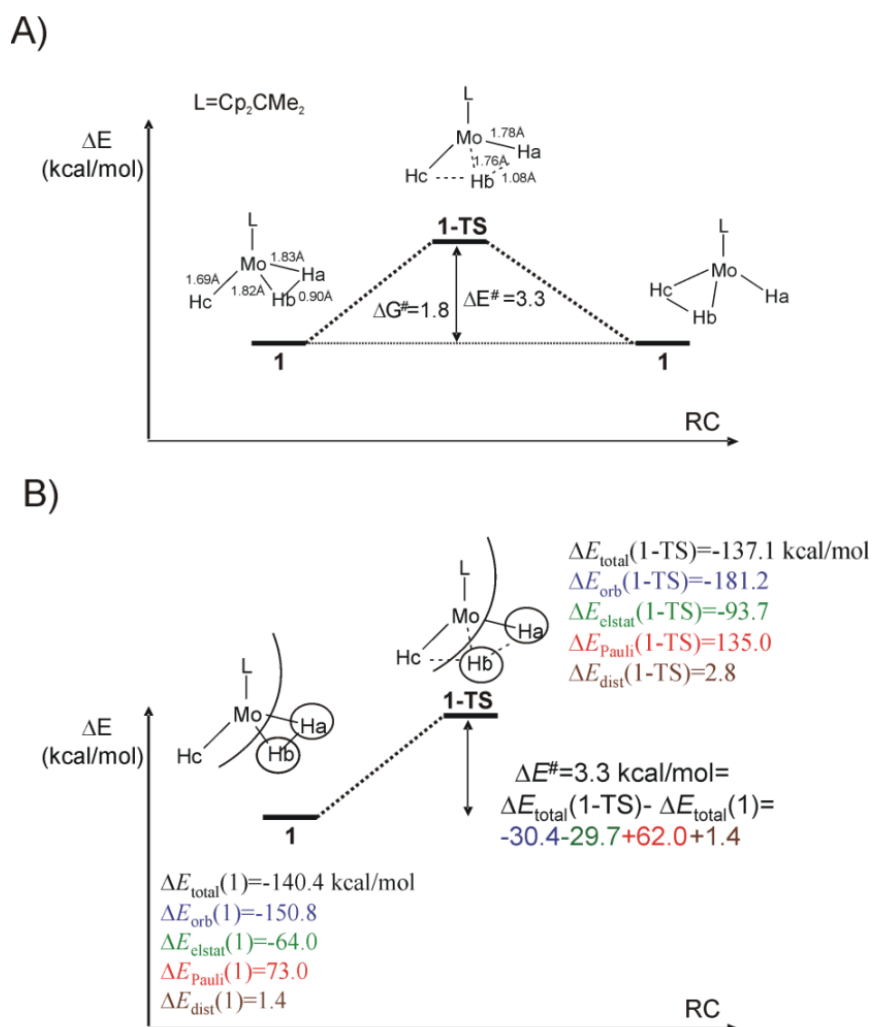 A)
L=Cp₂CMe₂
ΔE
(kcal/mol)
L
Mo
1.78Å
Ha
1.76Å
Hc
Hb
1.08Å
1-TS
L
Mo
1.83Å
1.69Å
Ha
1.82Å
Hc
Hb
0.90Å
ΔG#=1.8
ΔE#=3.3
L
Mo
Hc
Ha
Hb
1
1
RC
B)
L
Mo
Ha
Hc
Hb
1-TS
ΔEtotal(1-TS)=-137.1 kcal/mol
ΔEorb(1-TS)=-181.2
ΔEelstat(1-TS)=-93.7
ΔEPauli(1-TS)=135.0
ΔEdist(1-TS)=2.8
ΔE
(kcal/mol)
L
Mo
Ha
Hc
Hb
1
ΔE#=3.3 kcal/mol=
ΔEtotal(1-TS)- ΔEtotal(1)=
-30.4-29.7+62.0+1.4
ΔEtotal(1)=-140.4 kcal/mol
ΔEorb(1)=-150.8
ΔEelstat(1)=-64.0
ΔEPauli(1)=73.0
ΔEdist(1)=1.4
RC